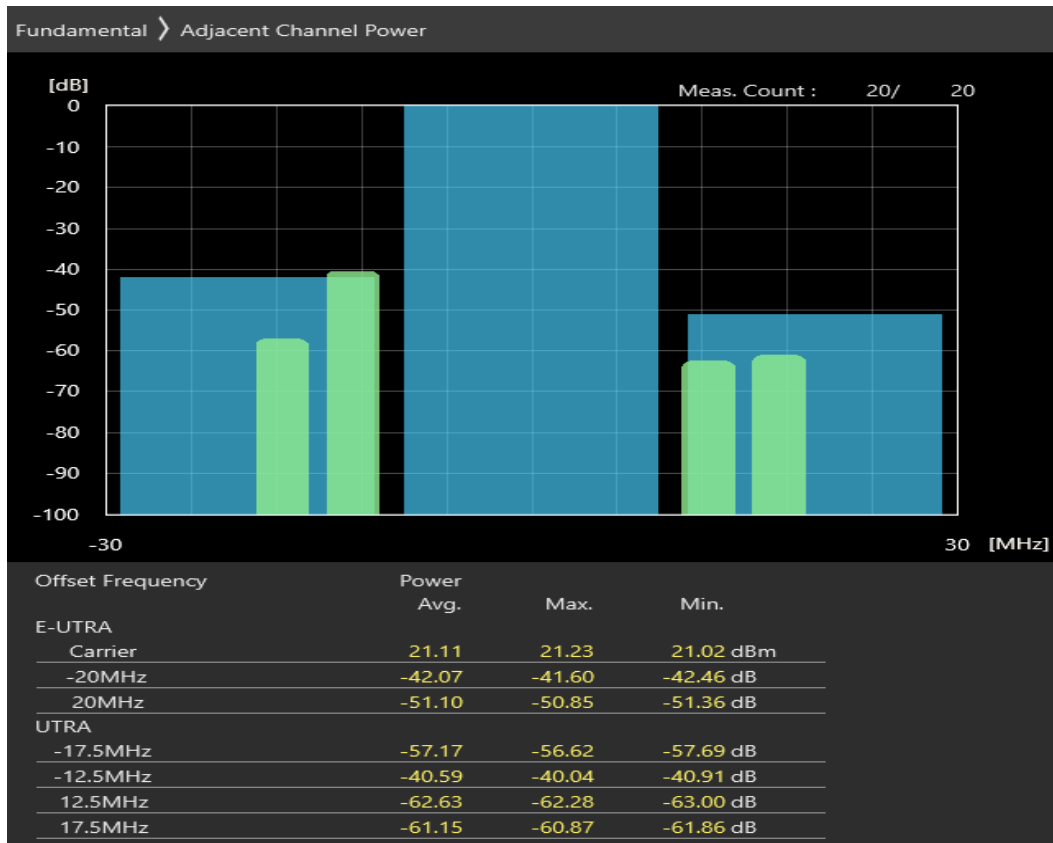 Fundamental ❭ Adjacent Channel Power
[dB]
Meas. Count : 20/ 20
0
-10
-20
-30
-40
-50
-60
-70
-80
-90
-100
-30 30 [MHz]
Offset Frequency Power
Avg. Max. Min.
E-UTRA
Carrier 21.11 21.23 21.02 dBm
-20MHz -42.07 -41.60 -42.46 dB
20MHz -51.10 -50.85 -51.36 dB
UTRA
-17.5MHz -57.17 -56.62 -57.69 dB
-12.5MHz -40.59 -40.04 -40.91 dB
12.5MHz -62.63 -62.28 -63.00 dB
17.5MHz -61.15 -60.87 -61.86 dB